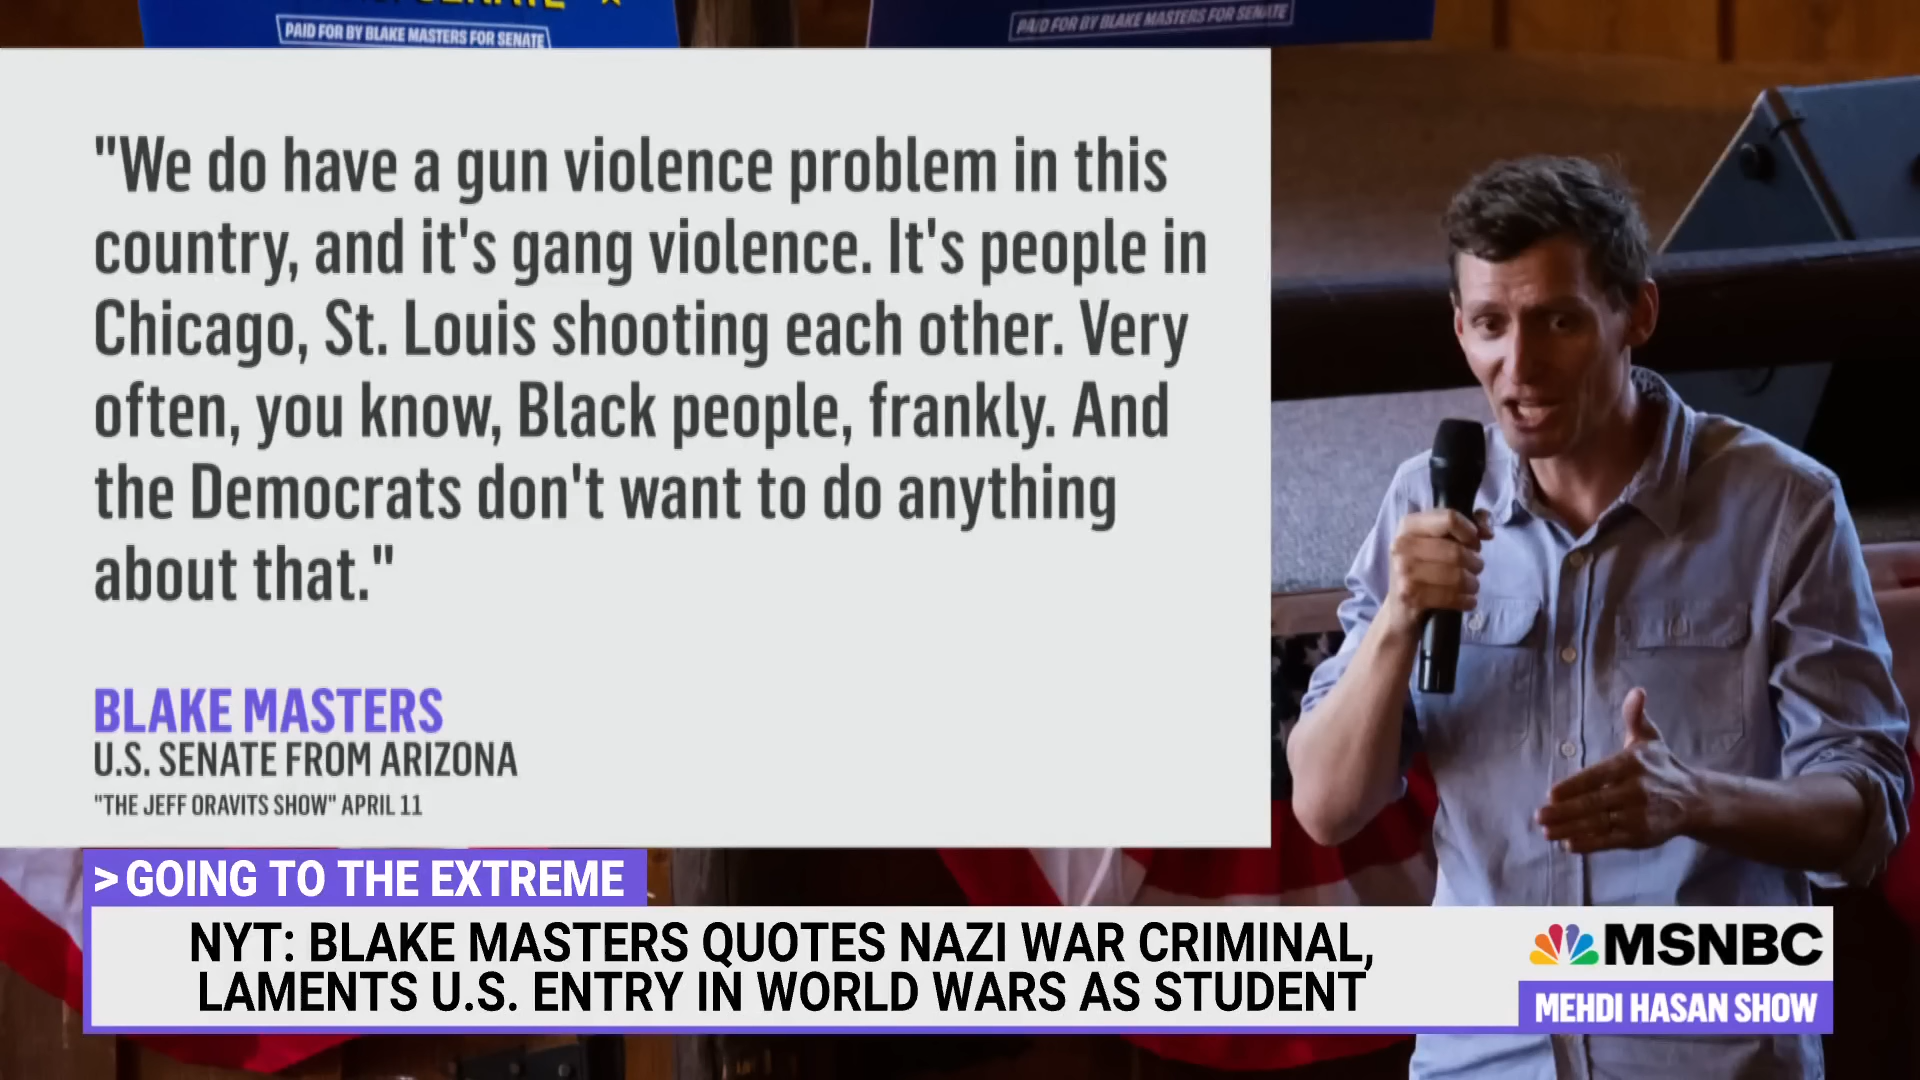 SENATE
PAID FOR BY BLAKE MASTERS FOR SENATE
PAID FOR BY BLAKE MASTERS FOR SENATE
"We do have a gun violence problem in this
country, and it's gang violence. It's people in
Chicago, St. Louis shooting each other. Very
often, you know, Black people, frankly. And
the Democrats don't want to do anything
about that."
BLAKE MASTERS
U.S. SENATE FROM ARIZONA
"THE JEFF ORAVITS SHOW" APRIL 11
>GOING TO THE EXTREME
NYT: BLAKE MASTERS QUOTES NAZI WAR CRIMINAL,
LAMENTS U.S. ENTRY IN WORLD WARS AS STUDENT
MSNBC
MEHDI HASAN SHOW